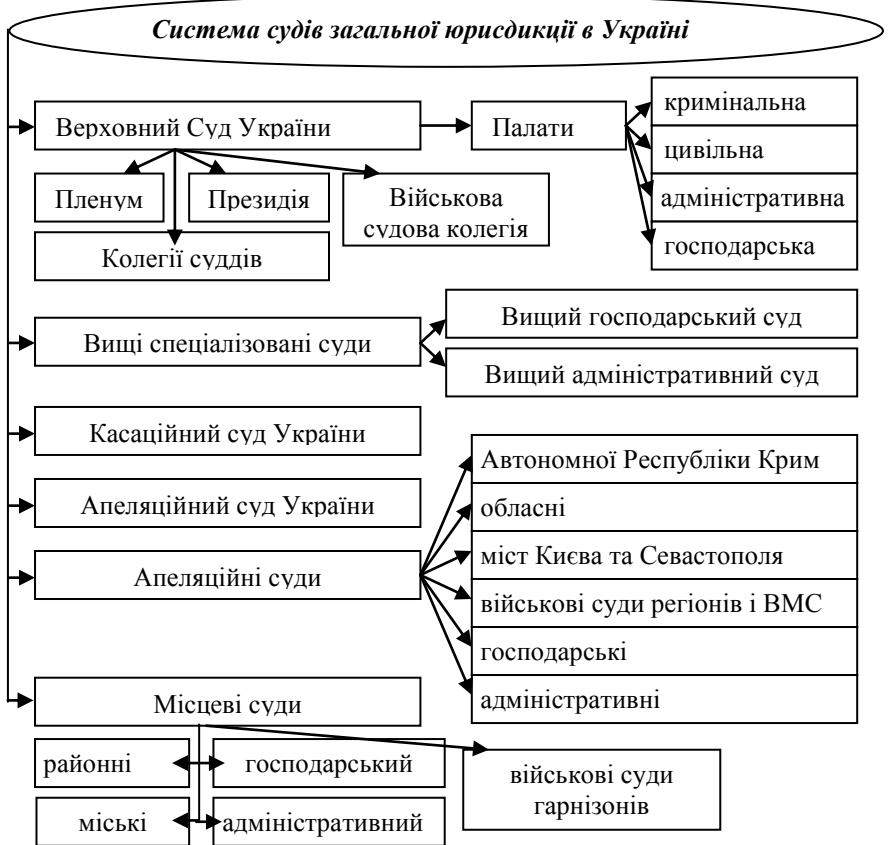 Система судів загальної юрисдикції в Україні
Верховний Суд України
Палати
кримінальна
цивільна
адміністративна
господарська
Пленум
Президія
Військова
судова колегія
Колегії суддів
Вищі спеціалізовані суди
Вищий господарський суд
Вищий адміністративний суд
Касаційний суд України
Апеляційний суд України
Апеляційні суди
Автономної Республіки Крим
обласні
міст Києва та Севастополя
військові суди регіонів і ВМС
господарські
адміністративні
Місцеві суди
районні
господарський
міські
адміністративний
військові суди
гарнізонів